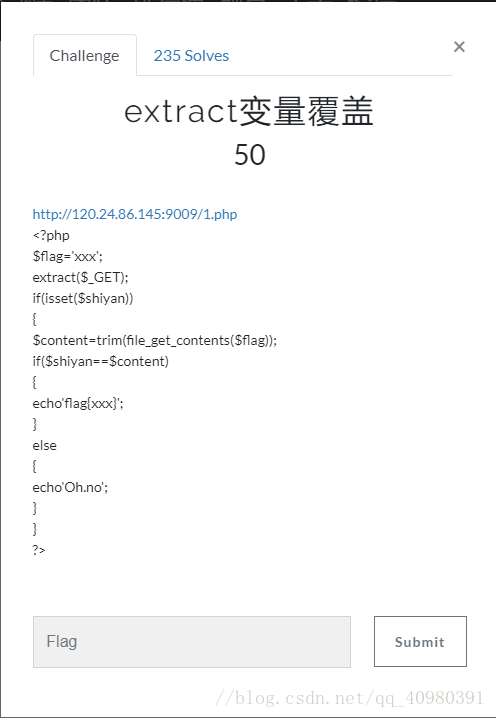 Challenge
235 Solves
×
extract变量覆盖
50
http://120.24.86.145:9009/1.php
<?php
$flag='xxx';
extract($_GET);
if(isset($shiyan))
{
$content=trim(file_get_contents($flag));
if($shiyan==$content)
{
echo'flag{xxx}';
}
else
{
echo'Oh.no';
}
}
?>
Flag
Submit
//blog.csdn.net/qq_40980391